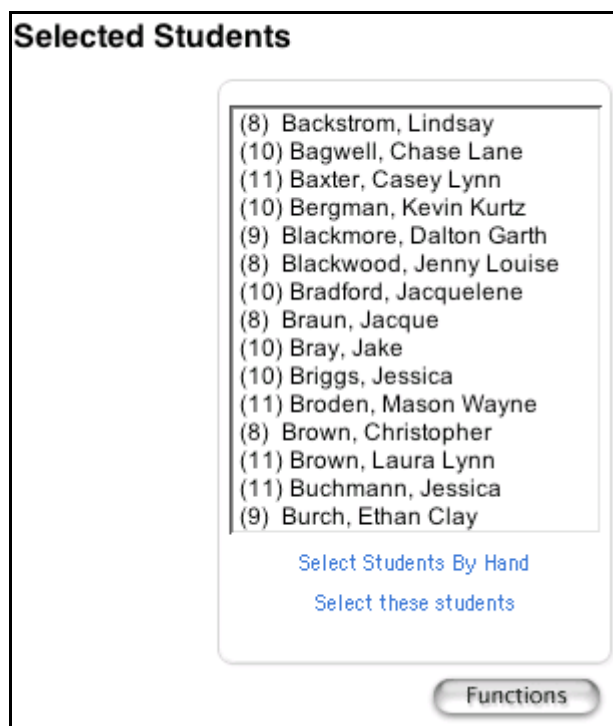 Selected Students
(8) Backstrom, Lindsay
(10) Bagwell, Chase Lane
(11) Baxter, Casey Lynn
(10) Bergman, Kevin Kurtz
(9) Blackmore, Dalton Garth
(8) Blackwood, Jenny Louise
(10) Bradford, Jacquelene
(8) Braun, Jacque
(10) Bray, Jake
(10) Briggs, Jessica
(11) Broden, Mason Wayne
(8) Brown, Christopher
(11) Brown, Laura Lynn
(11) Buchmann, Jessica
(9) Burch, Ethan Clay
Select Students By Hand
Select these students
Functions